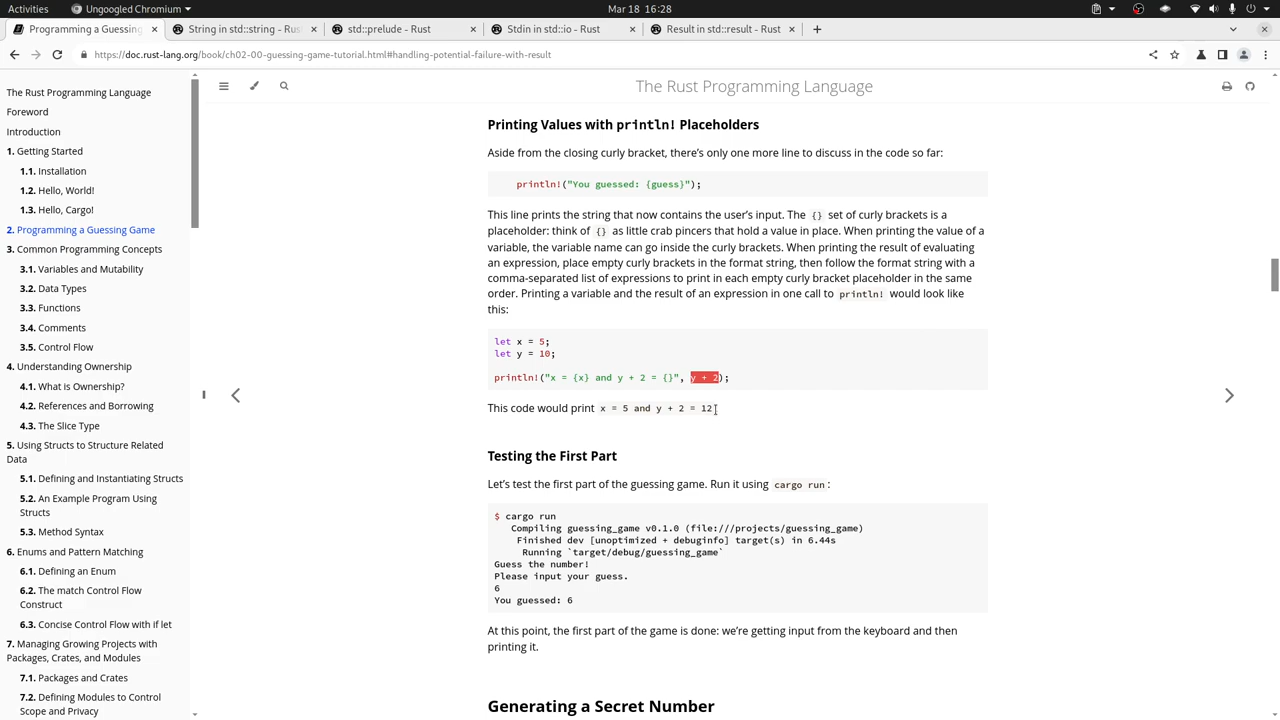 Activities
Ungoogled Chromium
Mar 18 16:28
Programming a Guessing
String in std::string - Rust
std::prelude - Rust
Stdin in std::io - Rust
Result in std::result - Rust
https://doc.rust-lang.org/book/ch02-00-guessing-game-tutorial.html#handling-potential-failure-with-result
The Rust Programming Language
Foreword
Introduction
1. Getting Started
1.1. Installation
1.2. Hello, World!
1.3. Hello, Cargo!
2. Programming a Guessing Game
3. Common Programming Concepts
3.1. Variables and Mutability
3.2. Data Types
3.3. Functions
3.4. Comments
3.5. Control Flow
4. Understanding Ownership
4.1. What is Ownership?
4.2. References and Borrowing
4.3. The Slice Type
5. Using Structs to Structure Related
Data
5.1. Defining and Instantiating Structs
5.2. An Example Program Using
Structs
5.3. Method Syntax
6. Enums and Pattern Matching
6.1. Defining an Enum
6.2. The match Control Flow
Construct
6.3. Concise Control Flow with if let
7. Managing Growing Projects with
Packages, Crates, and Modules
7.1. Packages and Crates
7.2. Defining Modules to Control
Scope and Privacy
The Rust Programming Language
Printing Values with println! Placeholders
Aside from the closing curly bracket, there's only one more line to discuss in the code so far:
println!("You guessed: {guess}");
This line prints the string that now contains the user's input. The {} set of curly brackets is a
placeholder: think of {} as little crab pincers that hold a value in place. When printing the value of a
variable, the variable name can go inside the curly brackets. When printing the result of evaluating
an expression, place empty curly brackets in the format string, then follow the format string with a
comma-separated list of expressions to print in each empty curly bracket placeholder in the same
order. Printing a variable and the result of an expression in one call to println! would look like
this:
let x = 5;
let y = 10;
println!("x = {x} and y + 2 = {}", y + 2);
This code would print x = 5 and y + 2 = 12
Testing the First Part
Let's test the first part of the guessing game. Run it using cargo run:
$ cargo run
Compiling guessing_game v0.1.0 (file:///projects/guessing_game)
Finished dev [unoptimized + debuginfo] target(s) in 6.44s
Running `target/debug/guessing_game`
Guess the number!
Please input your guess.
6
You guessed: 6
At this point, the first part of the game is done: we're getting input from the keyboard and then
printing it.
Generating a Secret Number